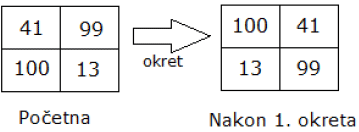 41 99
100 13
okret
100 41
13 99
Početna
Nakon 1. okreta